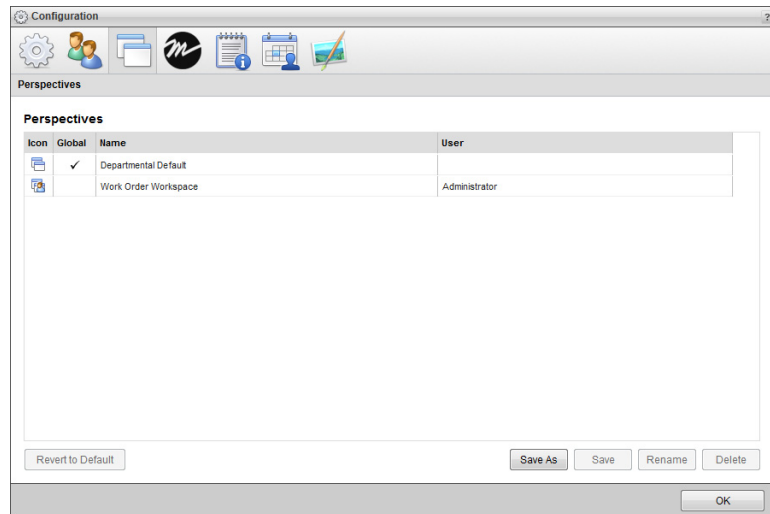 Configuration ?
Perspectives
Perspectives
Icon Global Name User
Departmental Default
Work Order Workspace Administrator
Revert to Default Save As Save Rename Delete
OK